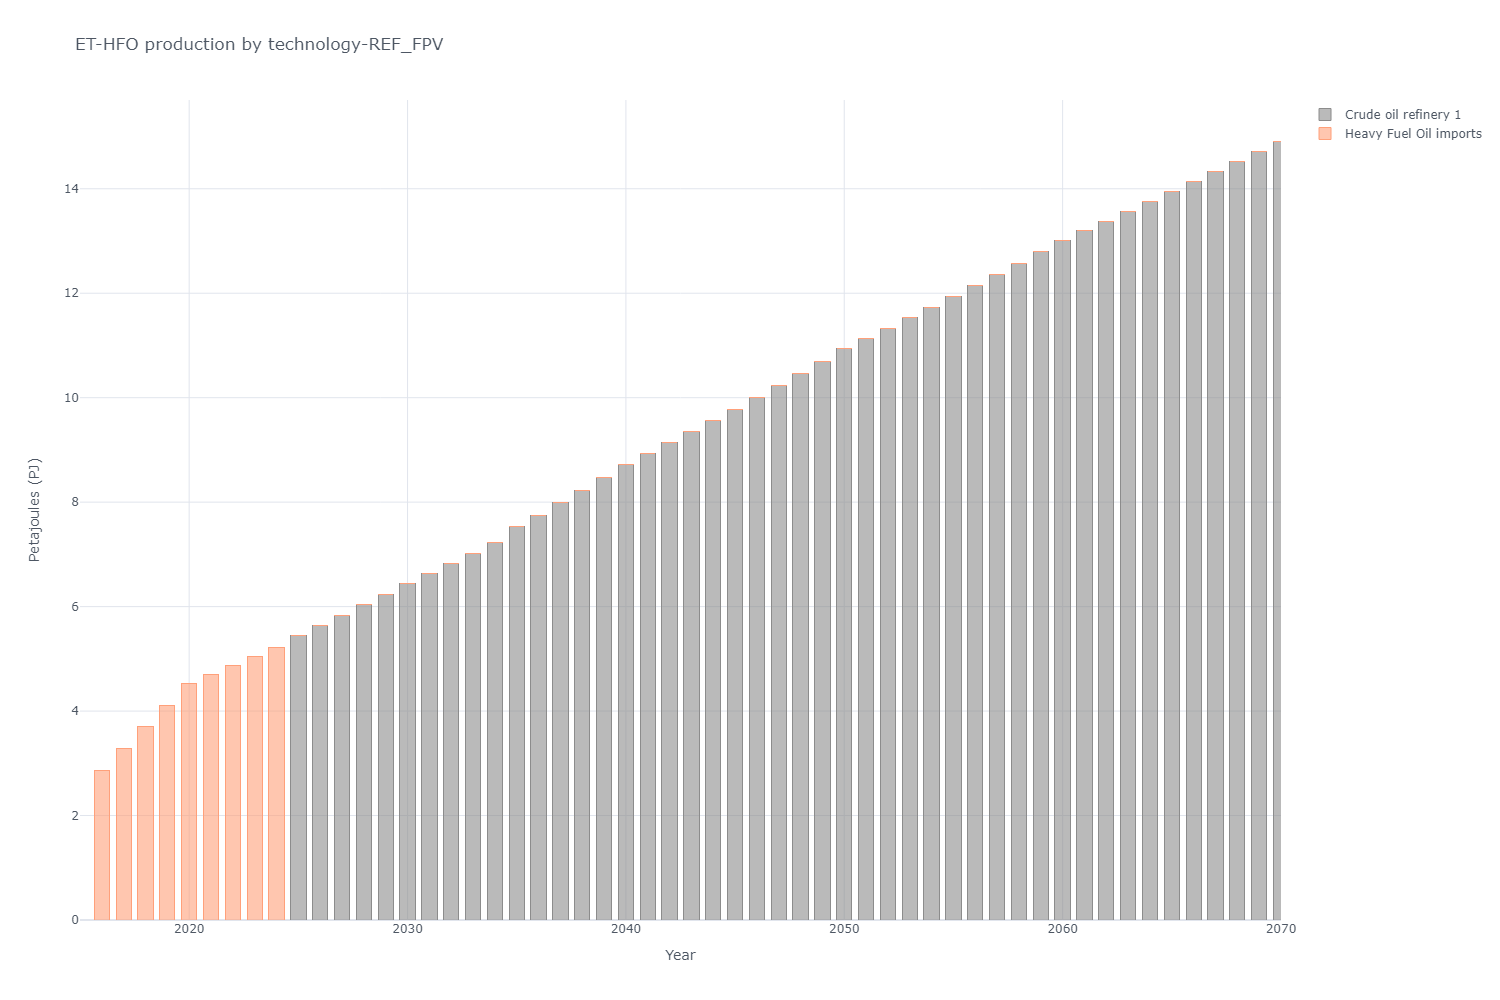 ET-HFO production by technology-REF_FPV
Crude oil refinery 1
Heavy Fuel Oil imports
14
12
10
8
6
4
2
0
Petajoules (PJ)
2020
2030
2040
2050
2060
2070
Year